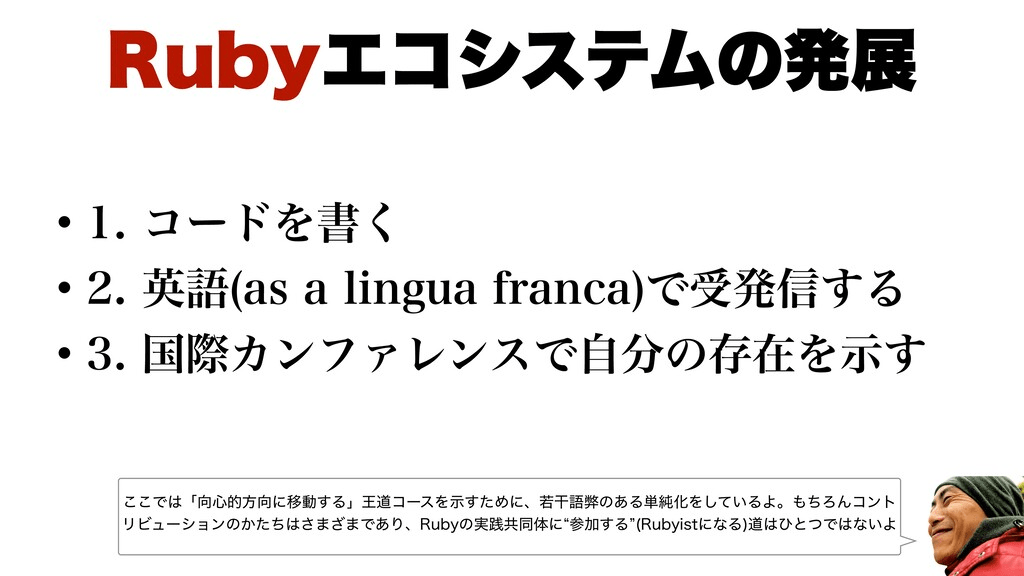 Rubyエコシステムの発展
• 1. コードを書く
• 2. 英語(as a lingua franca)で受発信する
• 3. 国際カンファレンスで自分の存在を示す
ここでは「向心的方向に移動する」王道コースを示すために、若干語弊のある単純化をしているよ。もちろんコント
リビューションのかたちはさまざまであり、Rubyの実践共同体に“参加する”(Rubyistになる)道はひとつではないよ